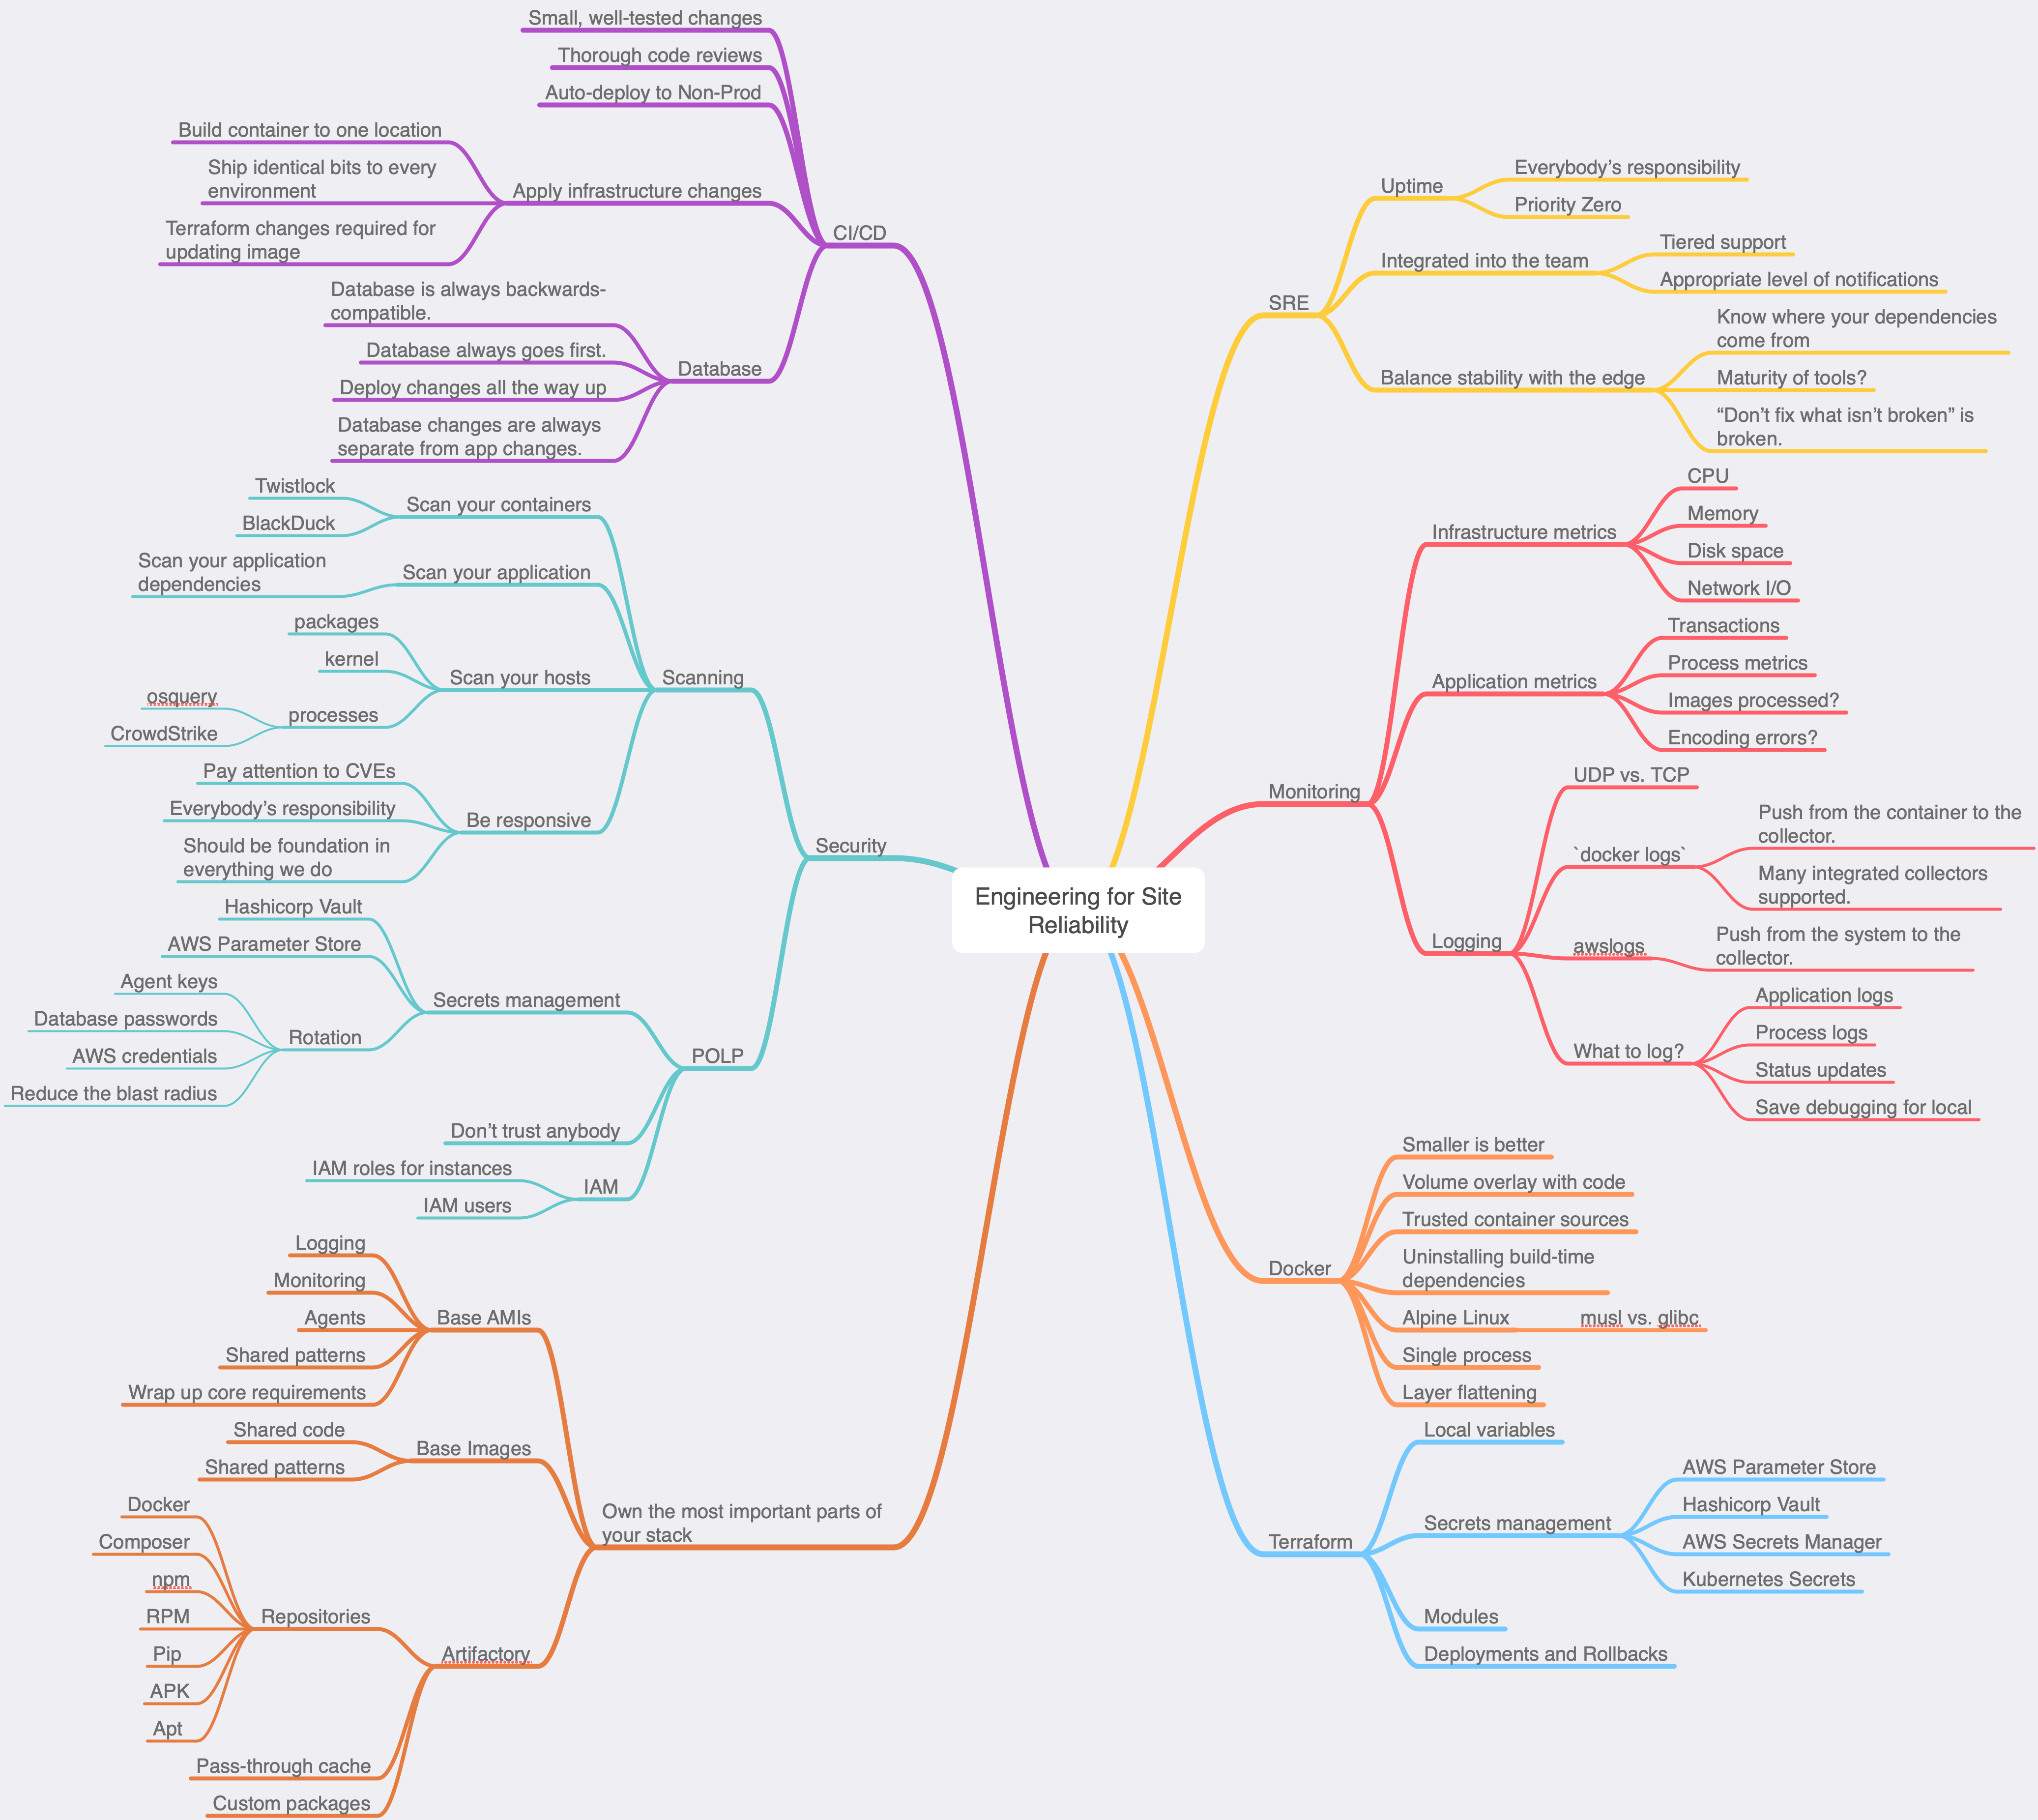 Engineering for Site
Reliability
SRE
Uptime
Everybody’s responsibility
Priority Zero
Integrated into the team
Tiered support
Appropriate level of notifications
Balance stability with the edge
Know where your dependencies
come from
Maturity of tools?
“Don’t fix what isn’t broken” is
broken.
Monitoring
Infrastructure metrics
CPU
Memory
Disk space
Network I/O
Application metrics
Transactions
Process metrics
Images processed?
Encoding errors?
Logging
UDP vs. TCP
`docker logs`
Push from the container to the
collector.
Many integrated collectors
supported.
awslogs
Push from the system to the
collector.
What to log?
Application logs
Process logs
Status updates
Save debugging for local
Docker
Smaller is better
Volume overlay with code
Trusted container sources
Uninstalling build-time
dependencies
Alpine Linux
musl vs. glibc
Single process
Layer flattening
Terraform
Local variables
Secrets management
AWS Parameter Store
Hashicorp Vault
AWS Secrets Manager
Kubernetes Secrets
Modules
Deployments and Rollbacks
CI/CD
Small, well-tested changes
Thorough code reviews
Auto-deploy to Non-Prod
Apply infrastructure changes
Build container to one location
Ship identical bits to every
environment
Terraform changes required for
updating image
Database
Database is always backwards-
compatible.
Database always goes first.
Deploy changes all the way up
Database changes are always
separate from app changes.
Security
Scanning
Scan your containers
Twistlock
BlackDuck
Scan your application
Scan your application
dependencies
Scan your hosts
packages
kernel
processes
osquery
CrowdStrike
Be responsive
Pay attention to CVEs
Everybody’s responsibility
Should be foundation in
everything we do
POLP
Secrets management
Hashicorp Vault
AWS Parameter Store
Rotation
Agent keys
Database passwords
AWS credentials
Reduce the blast radius
Don’t trust anybody
IAM
IAM roles for instances
IAM users
Own the most important parts of
your stack
Base AMIs
Logging
Monitoring
Agents
Shared patterns
Wrap up core requirements
Base Images
Shared code
Shared patterns
Artifactory
Repositories
Docker
Composer
npm
RPM
Pip
APK
Apt
Pass-through cache
Custom packages